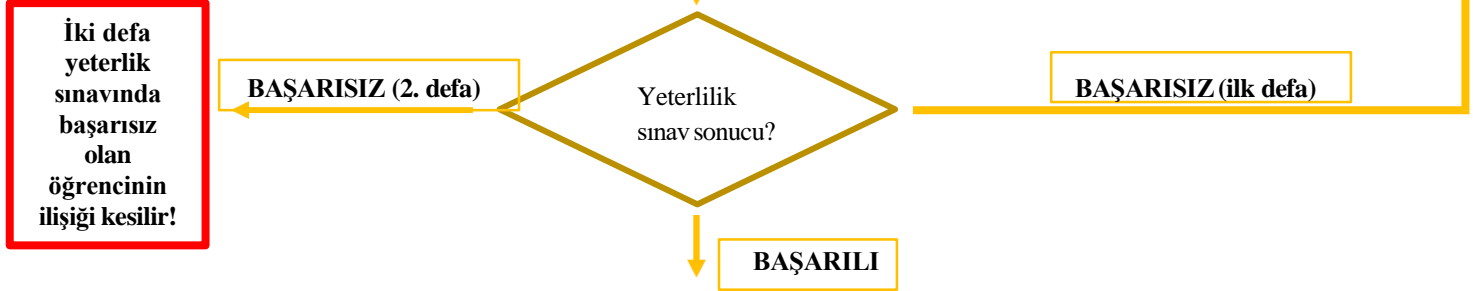 İki defa
yeterlik
sınavında
başarısız
olan
öğrencinin
ilişiği kesilir!
BAŞARISIZ (2. defa)
Yeterlilik
sınav sonucu?
BAŞARISIZ (ilk defa)
BAŞARILI